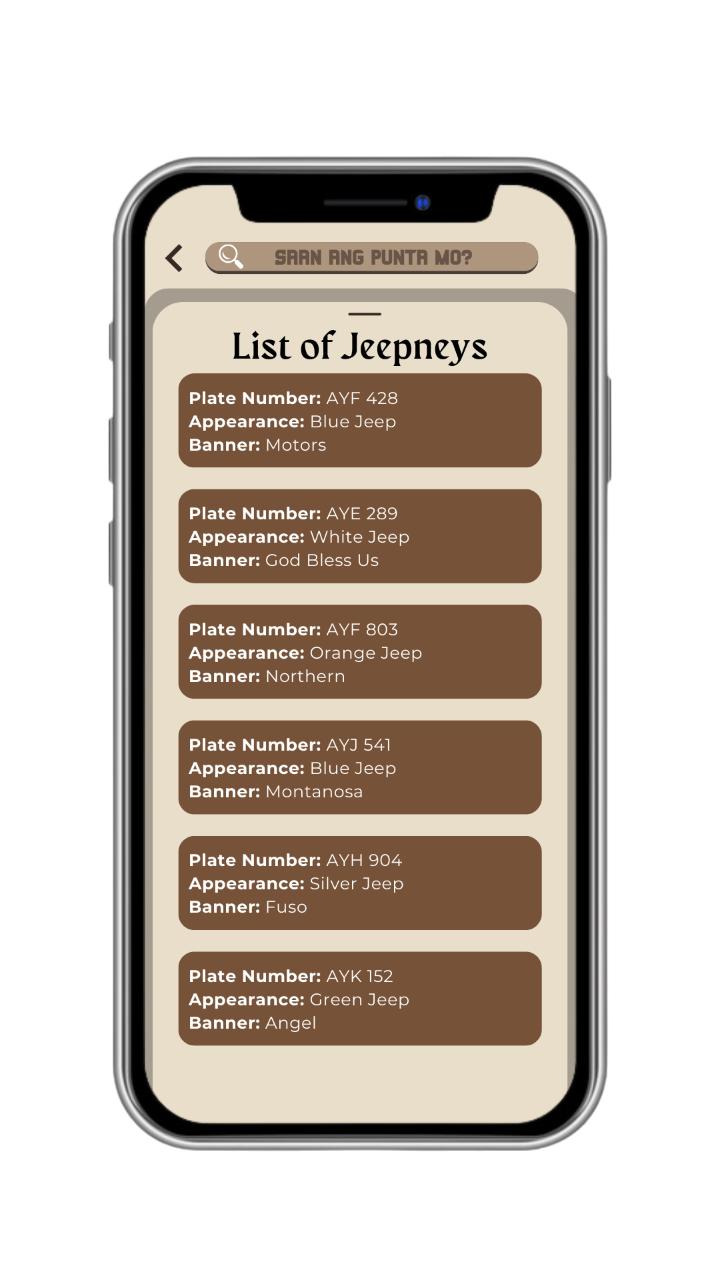 SAAN ANG PUNTA MO?
List of Jeepneys
Plate Number: AYF 428
Appearance: Blue Jeep
Banner: Motors
Plate Number: AYE 289
Appearance: White Jeep
Banner: God Bless Us
Plate Number: AYF 803
Appearance: Orange Jeep
Banner: Northern
Plate Number: AYJ 541
Appearance: Blue Jeep
Banner: Montanosa
Plate Number: AYH 904
Appearance: Silver Jeep
Banner: Fuso
Plate Number: AYK 152
Appearance: Green Jeep
Banner: Angel